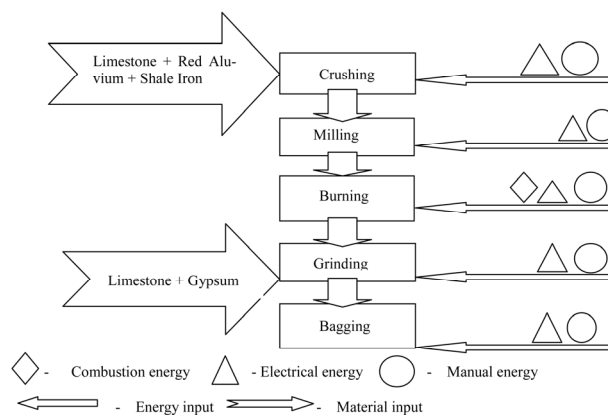 Limestone + Red Alu-
vium + Shale Iron
Crushing
Milling
Burning
Grinding
Limestone + Gypsum
Bagging
- Combustion energy
- Electrical energy
- Manual energy
- Energy input
- Material input